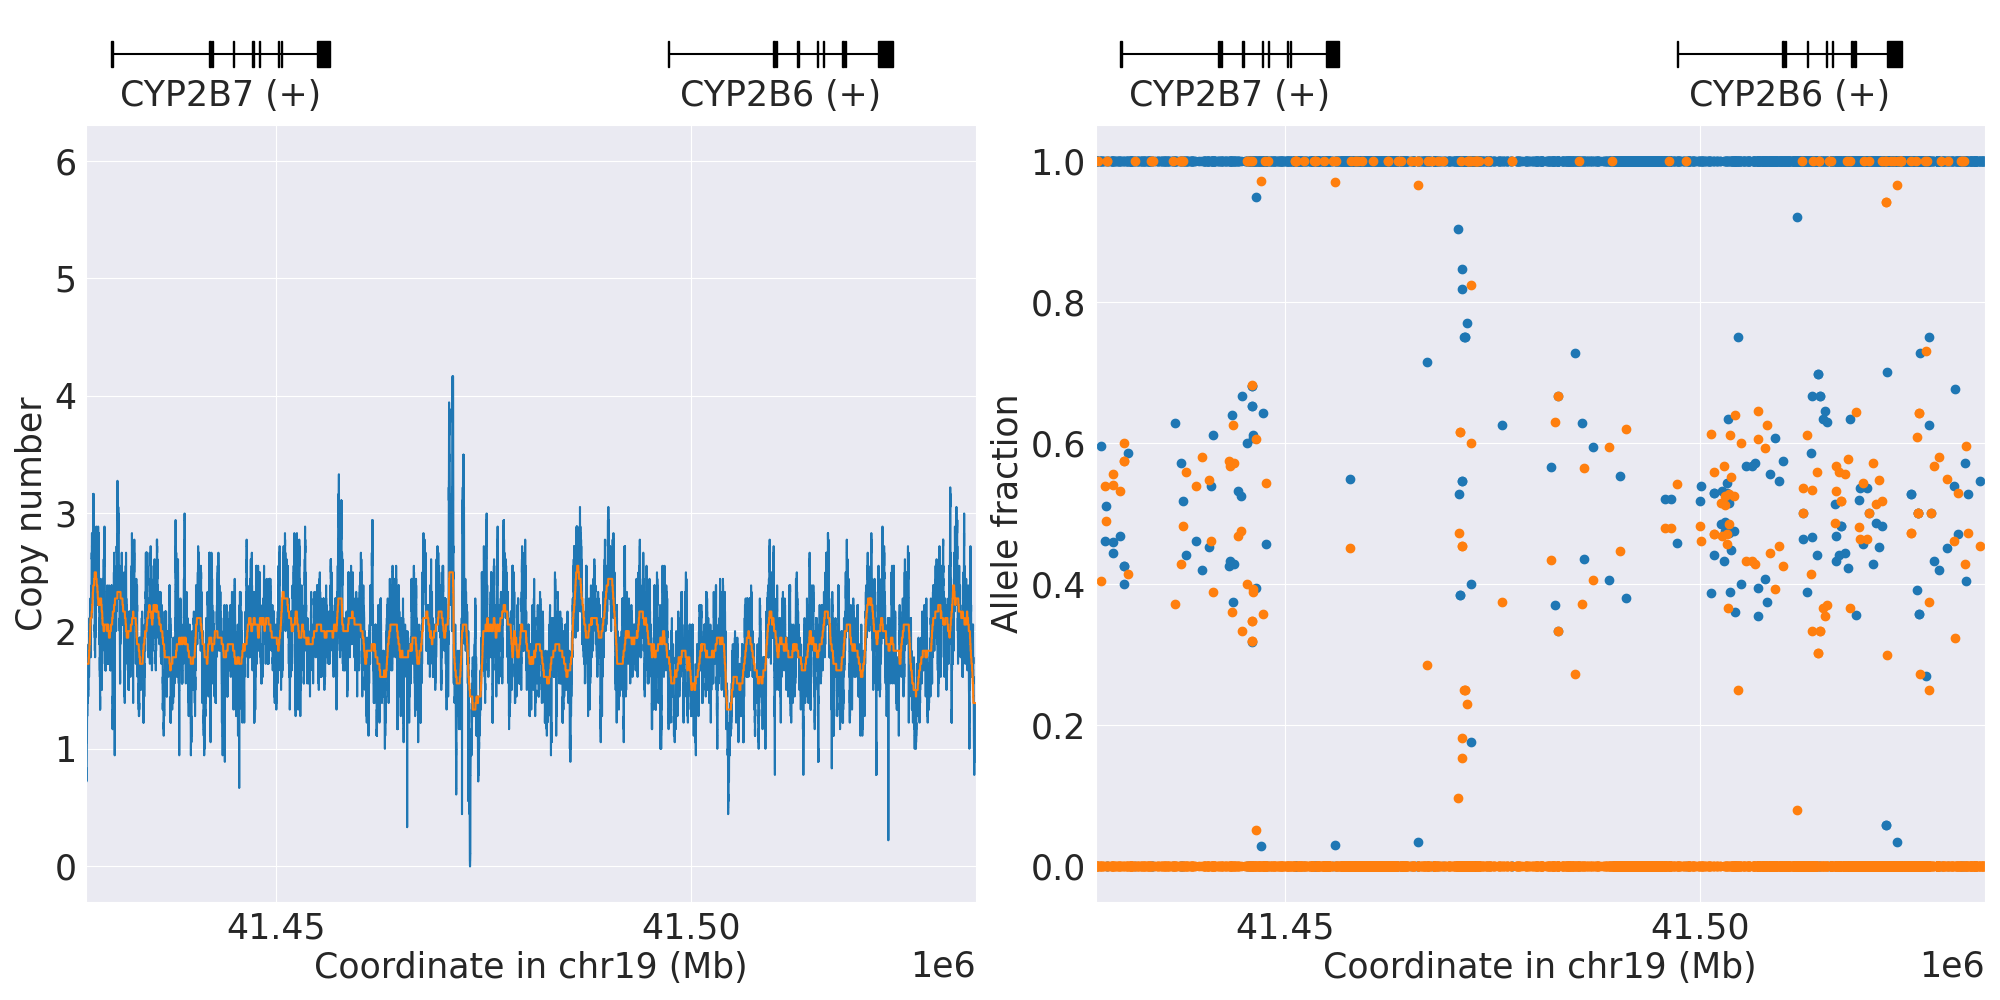 CYP2B7 (+)
CYP2B6 (+)
6
5
4
3
2
1
0
Copy number
41.45
41.50
Coordinate in chr19 (Mb)
1e6
CYP2B7 (+)
CYP2B6 (+)
1.0
0.8
0.6
0.4
0.2
0.0
Allele fraction
41.45
41.50
Coordinate in chr19 (Mb)
1e6